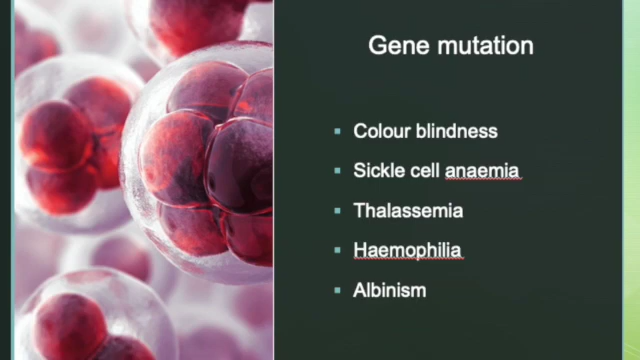 Gene mutation
Colour blindness
Sickle cell anaemia
Thalassemia
Haemophilia
Albinism